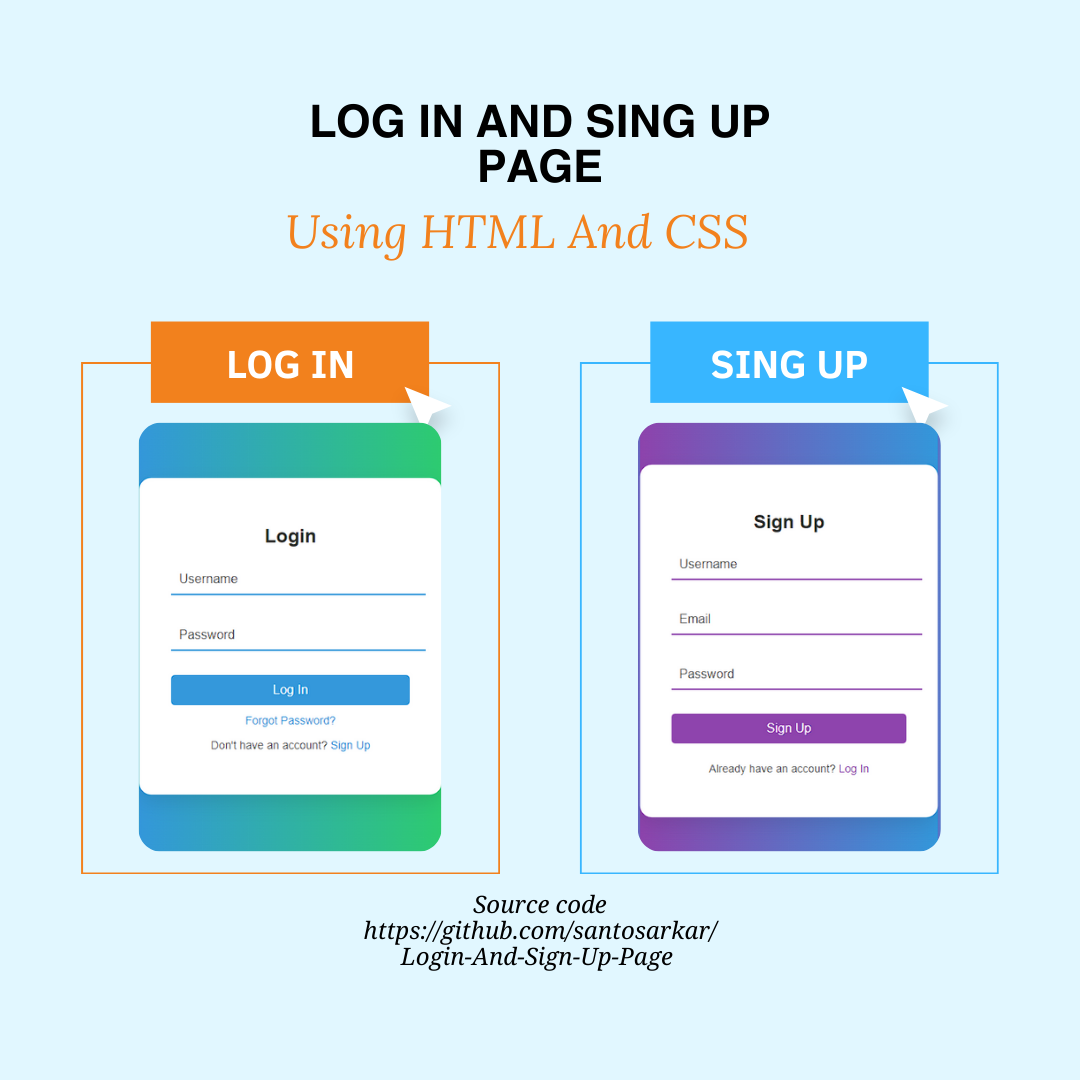 LOG IN AND SING UP
PAGE
Using HTML And CSS
LOG IN
Login
Username
Password
Log In
Forgot Password?
Don't have an account? Sign Up
SING UP
Sign Up
Username
Email
Password
Sign Up
Already have an account? Log In
Source code
https://github.com/santosarkar/
Login-And-Sign-Up-Page